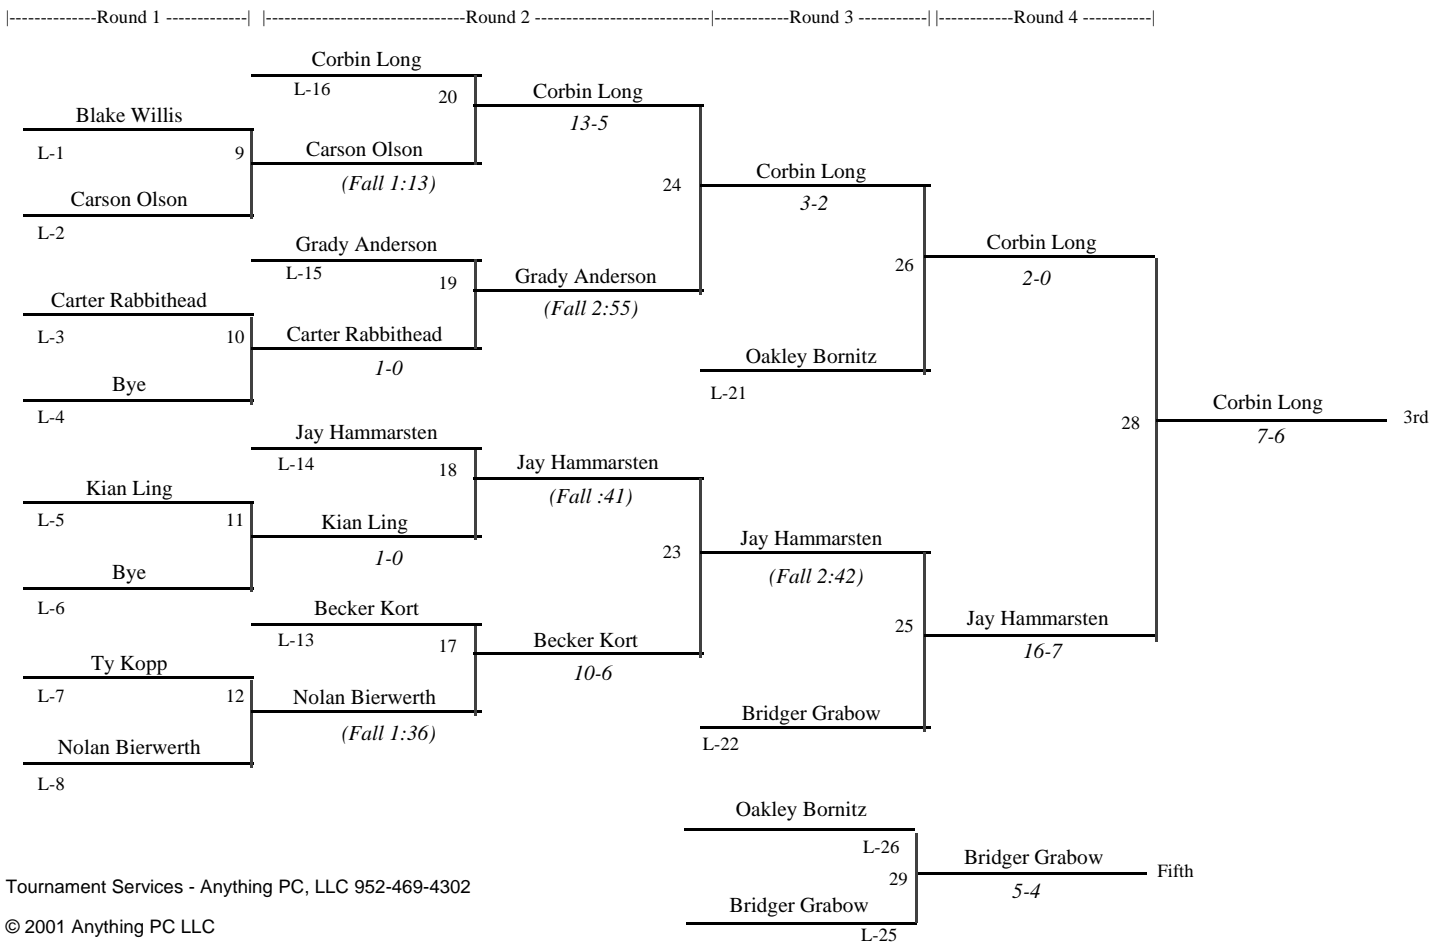 |--------------Round 1 -------------| |-------------------------------Round 2 ---------------------------|------------Round 3 -----------| |------------Round 4 -----------|
Corbin Long
L-16
20
Corbin Long
13-5
Blake Willis
L-1
9
Carson Olson
(Fall 1:13)
Carson Olson
L-2
24
Corbin Long
3-2
Grady Anderson
L-15
19
Grady Anderson
(Fall 2:55)
Carter Rabbithead
L-3
10
Carter Rabbithead
1-0
Bye
L-4
26
Corbin Long
2-0
Oakley Bornitz
L-21
Jay Hammarsten
L-14
18
Jay Hammarsten
(Fall :41)
Kian Ling
L-5
11
Kian Ling
1-0
Bye
L-6
23
Jay Hammarsten
(Fall 2:42)
28
Corbin Long
7-6
3rd
Becker Kort
L-13
17
Becker Kort
10-6
Ty Kopp
L-7
12
Nolan Bierwerth
(Fall 1:36)
Nolan Bierwerth
L-8
25
Jay Hammarsten
16-7
Bridger Grabow
L-22
Oakley Bornitz
L-26
29
Bridger Grabow
5-4
Fifth
Bridger Grabow
L-25
Tournament Services - Anything PC, LLC 952-469-4302
© 2001 Anything PC LLC